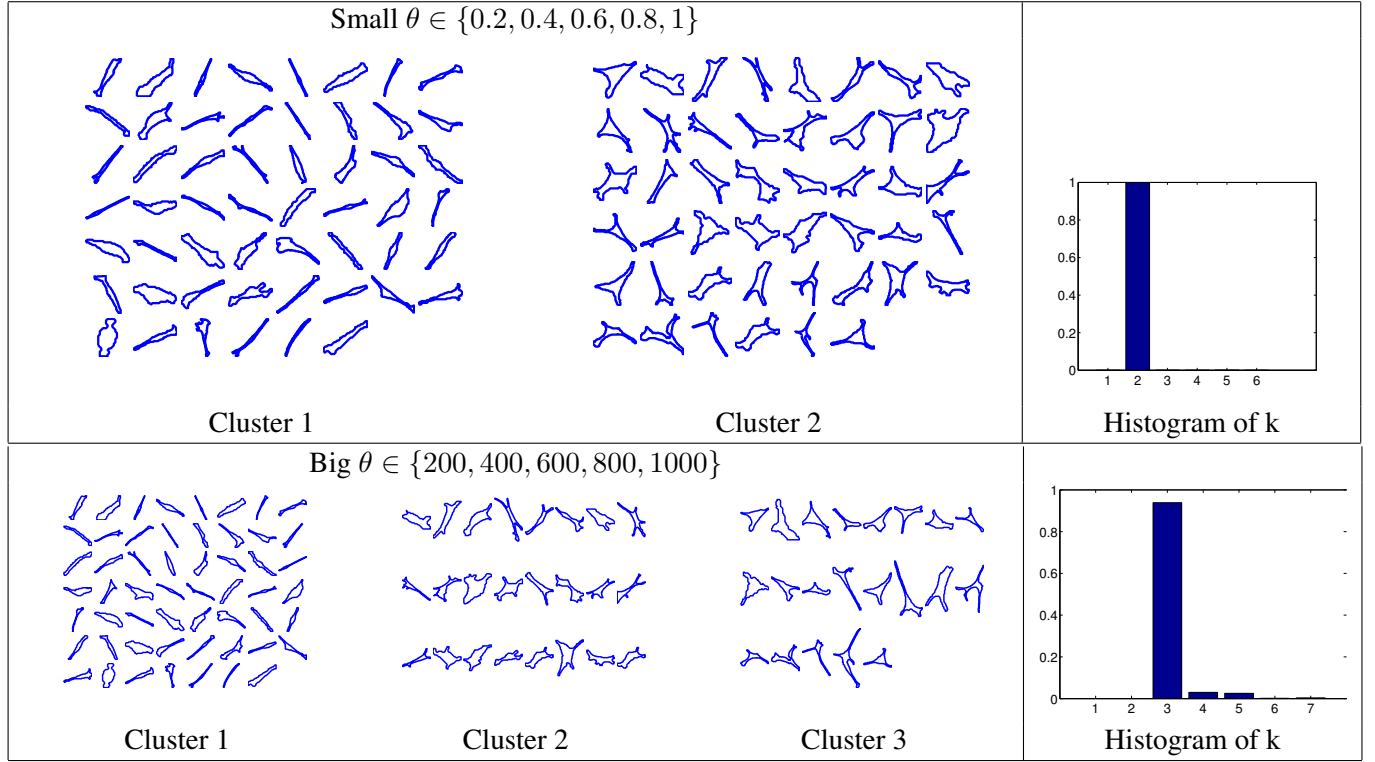 Small θ ∈ {0.2, 0.4, 0.6, 0.8, 1}
1
0.8
0.6
0.4
0.2
0
1 2 3 4 5 6
Cluster 1 Cluster 2 Histogram of k
Big θ ∈ {200, 400, 600, 800, 1000}
1
0.8
0.6
0.4
0.2
0
1 2 3 4 5 6 7
Cluster 1 Cluster 2 Cluster 3 Histogram of k